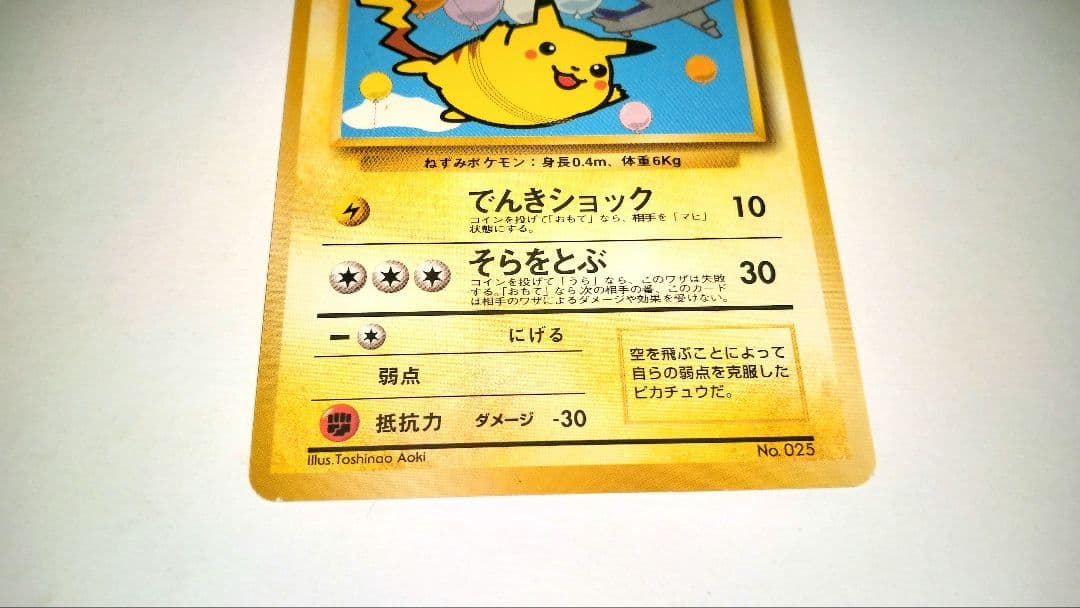 ねずみポケモン：身長0.4m、体重6Kg
でんきショック 10
コインを投げて「おもて」なら、相手を「マヒ」
状態にする。
そらをとぶ 30
コインを投げて「うら」なら、このワザは失敗
する。「おもて」なら次の相手の番、このカード
は相手のワザによるダメージや効果を受けない。
にげる
弱点
抵抗力 ダメージ -30
空を飛ぶことによって
自らの弱点を克服した
ピカチュウだ。
Illus.Toshinao Aoki
No. 025